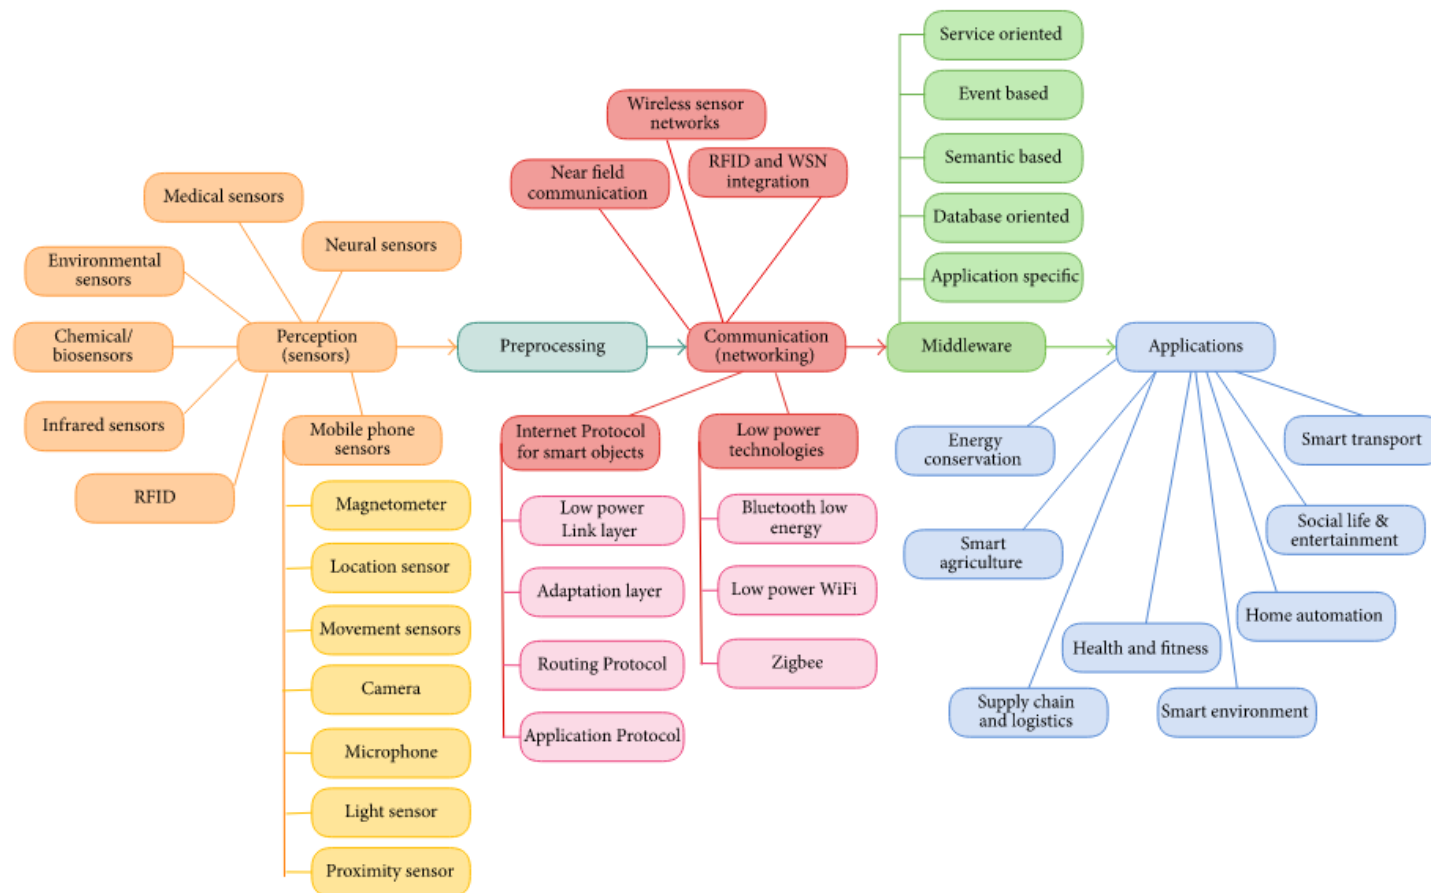 Service oriented
Event based
Semantic based
Database oriented
Application specific
Wireless sensor
networks
Near field
communication
RFID and WSN
integration
Medical sensors
Neural sensors
Environmental
sensors
Chemical/
biosensors
Infrared sensors
RFID
Perception
(sensors)
Preprocessing
Communication
(networking)
Middleware
Applications
Mobile phone
sensors
Magnetometer
Location sensor
Movement sensors
Camera
Microphone
Light sensor
Proximity sensor
Internet Protocol
for smart objects
Low power
Link layer
Adaptation layer
Routing Protocol
Application Protocol
Low power
technologies
Bluetooth low
energy
Low power WiFi
Zigbee
Energy
conservation
Smart
agriculture
Supply chain
and logistics
Health and fitness
Smart environment
Home automation
Social life &
entertainment
Smart transport